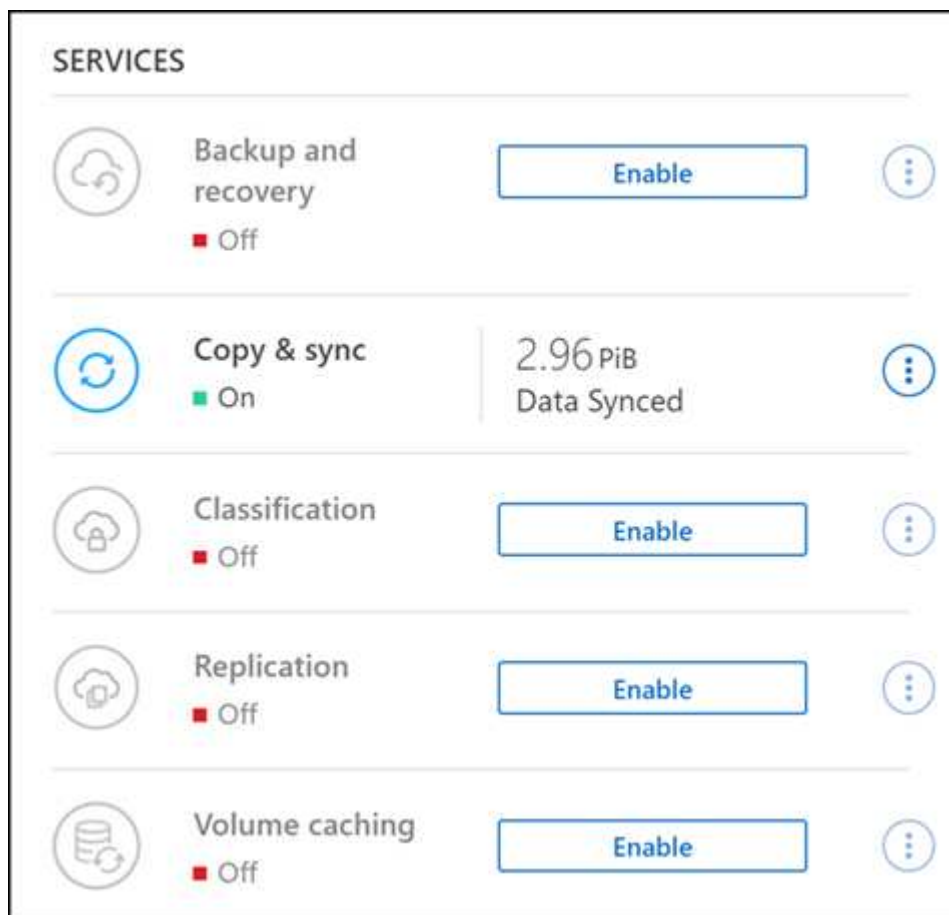 SERVICES
Backup and
recovery
Off
Enable
Copy & sync
On
2.96 PiB
Data Synced
Classification
Off
Enable
Replication
Off
Enable
Volume caching
Off
Enable